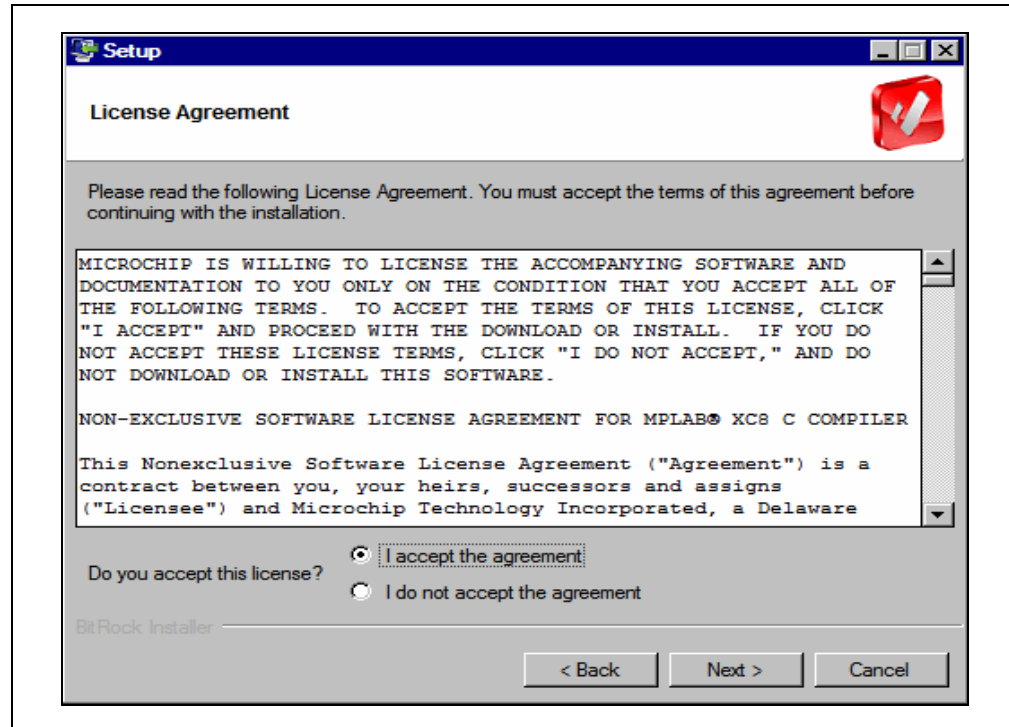 Setup
License Agreement
Please read the following License Agreement. You must accept the terms of this agreement before
continuing with the installation.
MICROCHIP IS WILLING TO LICENSE THE ACCOMPANYING SOFTWARE AND
DOCUMENTATION TO YOU ONLY ON THE CONDITION THAT YOU ACCEPT ALL OF
THE FOLLOWING TERMS.  TO ACCEPT THE TERMS OF THIS LICENSE, CLICK
"I ACCEPT" AND PROCEED WITH THE DOWNLOAD OR INSTALL.  IF YOU DO
NOT ACCEPT THESE LICENSE TERMS, CLICK "I DO NOT ACCEPT," AND DO
NOT DOWNLOAD OR INSTALL THIS SOFTWARE.
NON-EXCLUSIVE SOFTWARE LICENSE AGREEMENT FOR MPLAB® XC8 C COMPILER
This Nonexclusive Software License Agreement ("Agreement") is a
contract between you, your heirs, successors and assigns
("Licensee") and Microchip Technology Incorporated, a Delaware
Do you accept this license?
I accept the agreement
I do not accept the agreement
BitRock Installer
< Back
Next >
Cancel